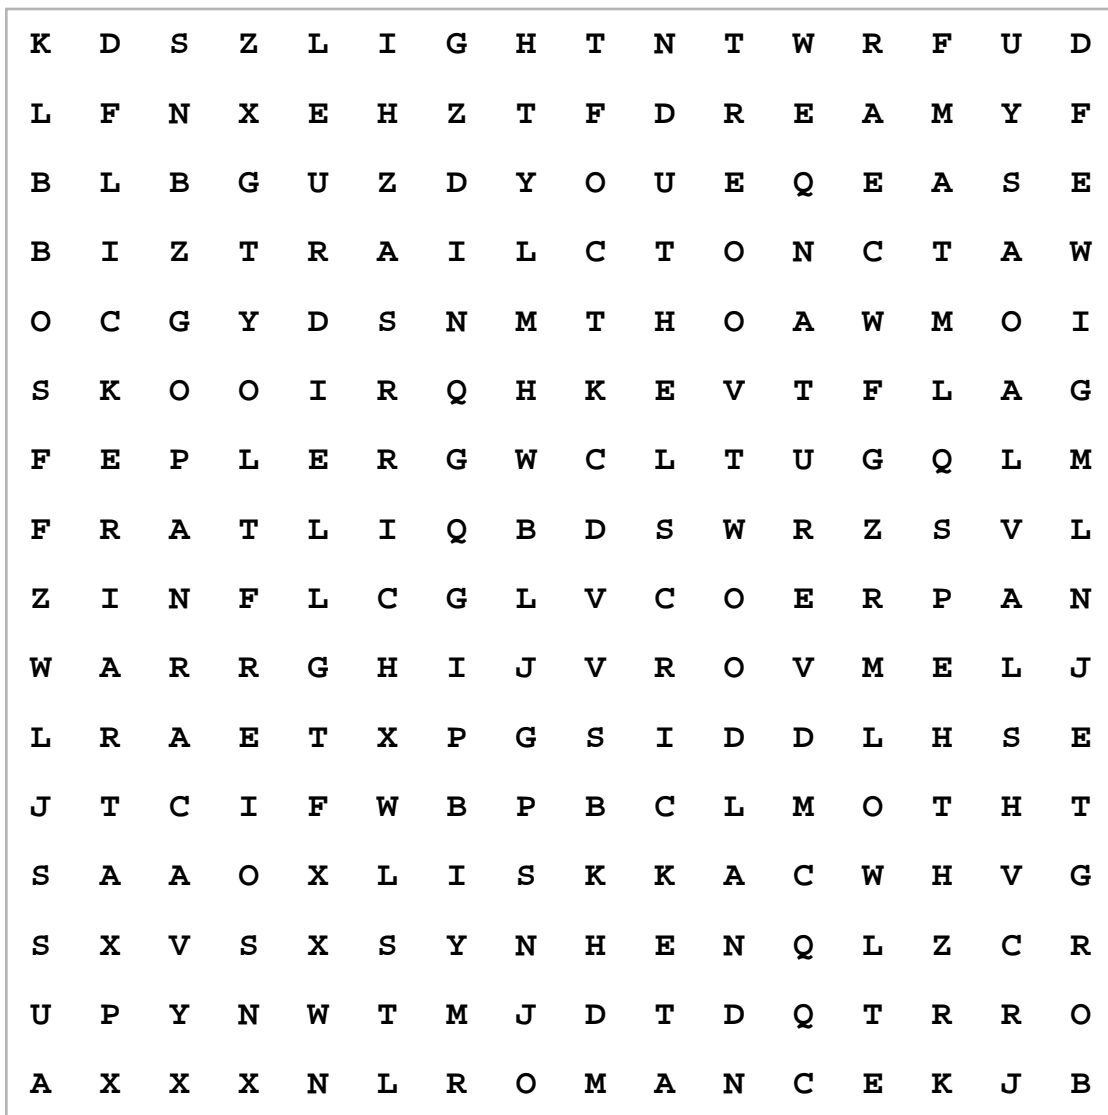 K D S Z L I G H T N T W R F U D
L F N X E H Z T F D R E A M Y F
B L B G U Z D Y O U E Q E A S E
B I Z T R A I L C T O N C T A W
O C G Y D S N M T H O A W M O I
S K O O I R Q H K E V T F L A G
F E P L E R G W C L T U G Q L M
F R A T L I Q B D S W R Z S V L
Z I N F L C G L V C O E R P A N
W A R R G H I J V R O V M E L J
L R A E T X P G S I D D L H S E
J T C I F W B P B C L M O T H T
S A A O X L I S K K A C W H V G
S X V S X S Y N H E N Q L Z C R
U P Y N W T M J D T D Q T R R O
A X X X N L R O M A N C E K J B